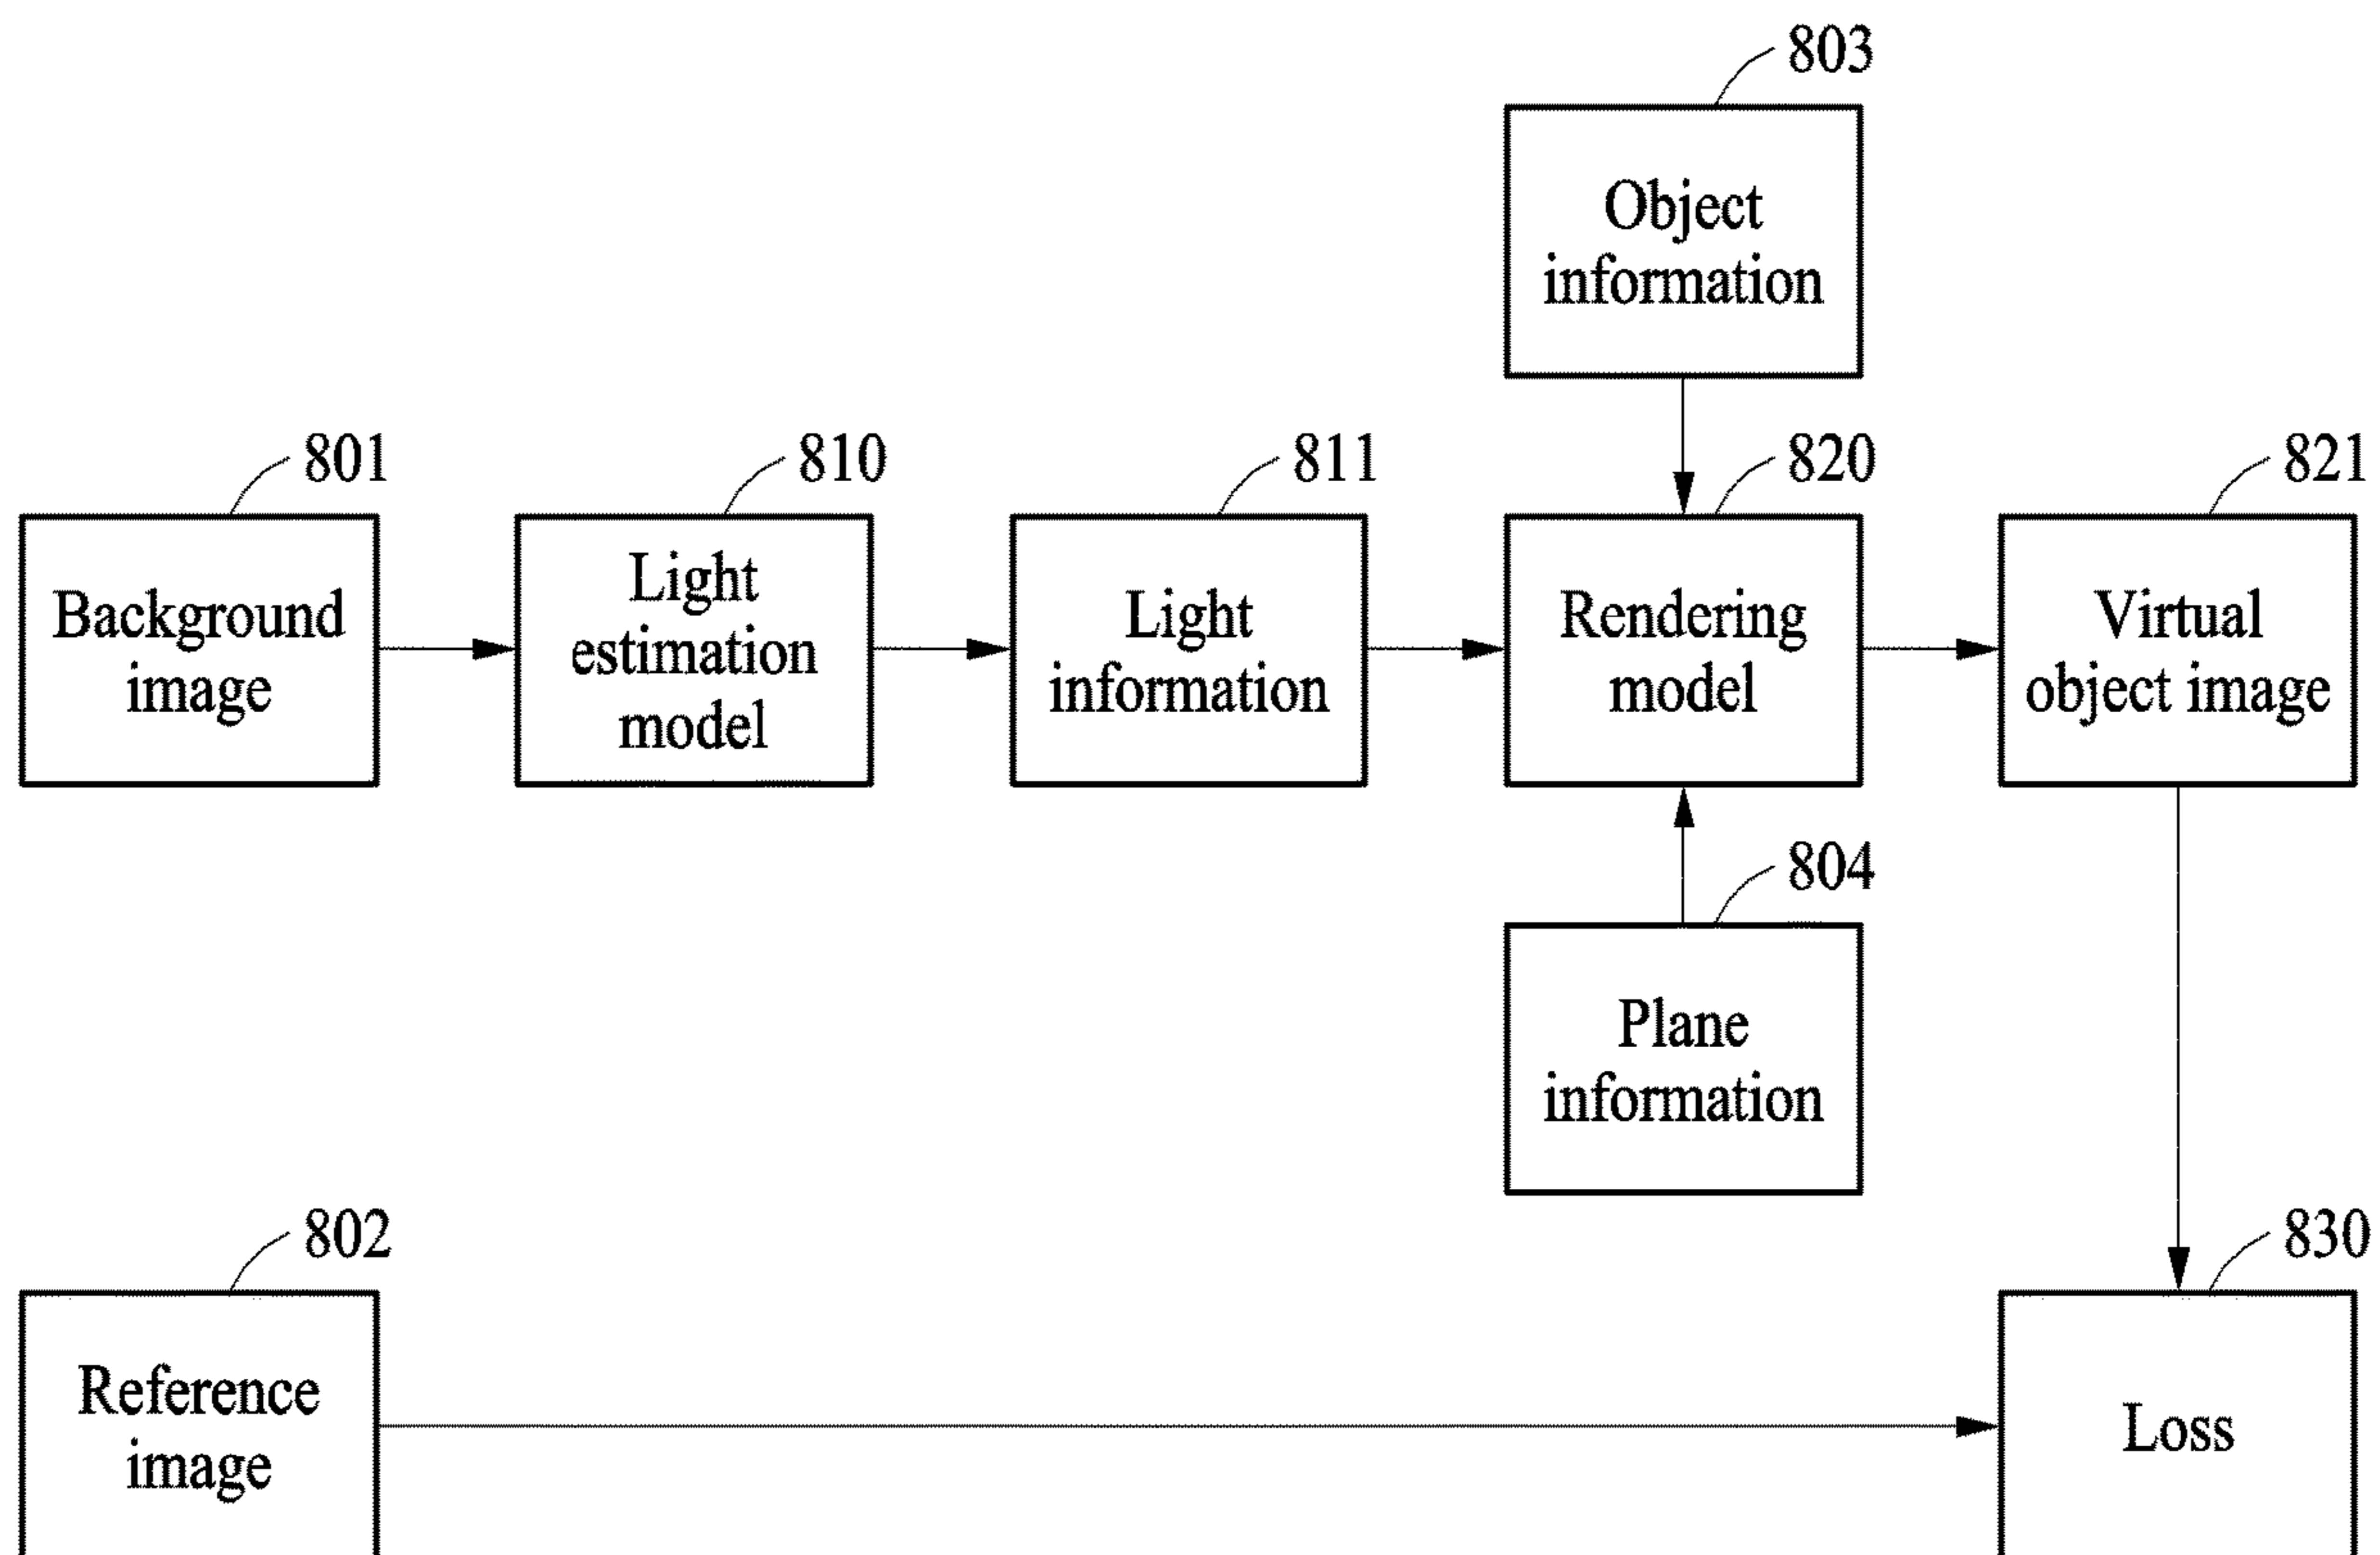 803
Object
information
801
810
811
820
821
Background
image
Light
estimation
model
Light
information
Rendering
model
Virtual
object image
804
Plane
information
802
830
Reference
image
Loss